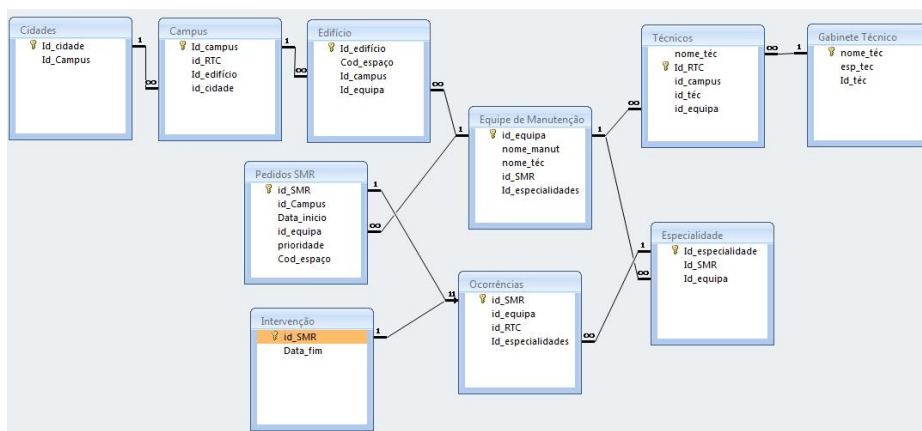 Cidades
Id_cidade
Id_Campus
1
∞
Campus
Id_campus
id_RTC
Id_edifício
id_cidade
1
∞
Edifício
Id_edifício
Cod_espaço
Id_campus
Id_equipa
∞
1
Equipe de Manutenção
id_equipa
nome_manut
nome_téc
id_SMR
Id_especialidades
1
∞
Técnicos
nome_téc
Id_RTC
id_campus
id_téc
id_equipa
∞
1
Gabinete Técnico
nome_téc
esp_tec
Id_téc
Pedidos SMR
id_SMR
id_Campus
Data_inicio
id_equipa
prioridade
Cod_espaço
1
∞
Especialidade
Id_especialidade
Id_SMR
Id_equipa
1
∞
Ocorrências
id_SMR
id_equipa
id_RTC
Id_especialidades
11
∞
Intervenção
id_SMR
Data_fim
1